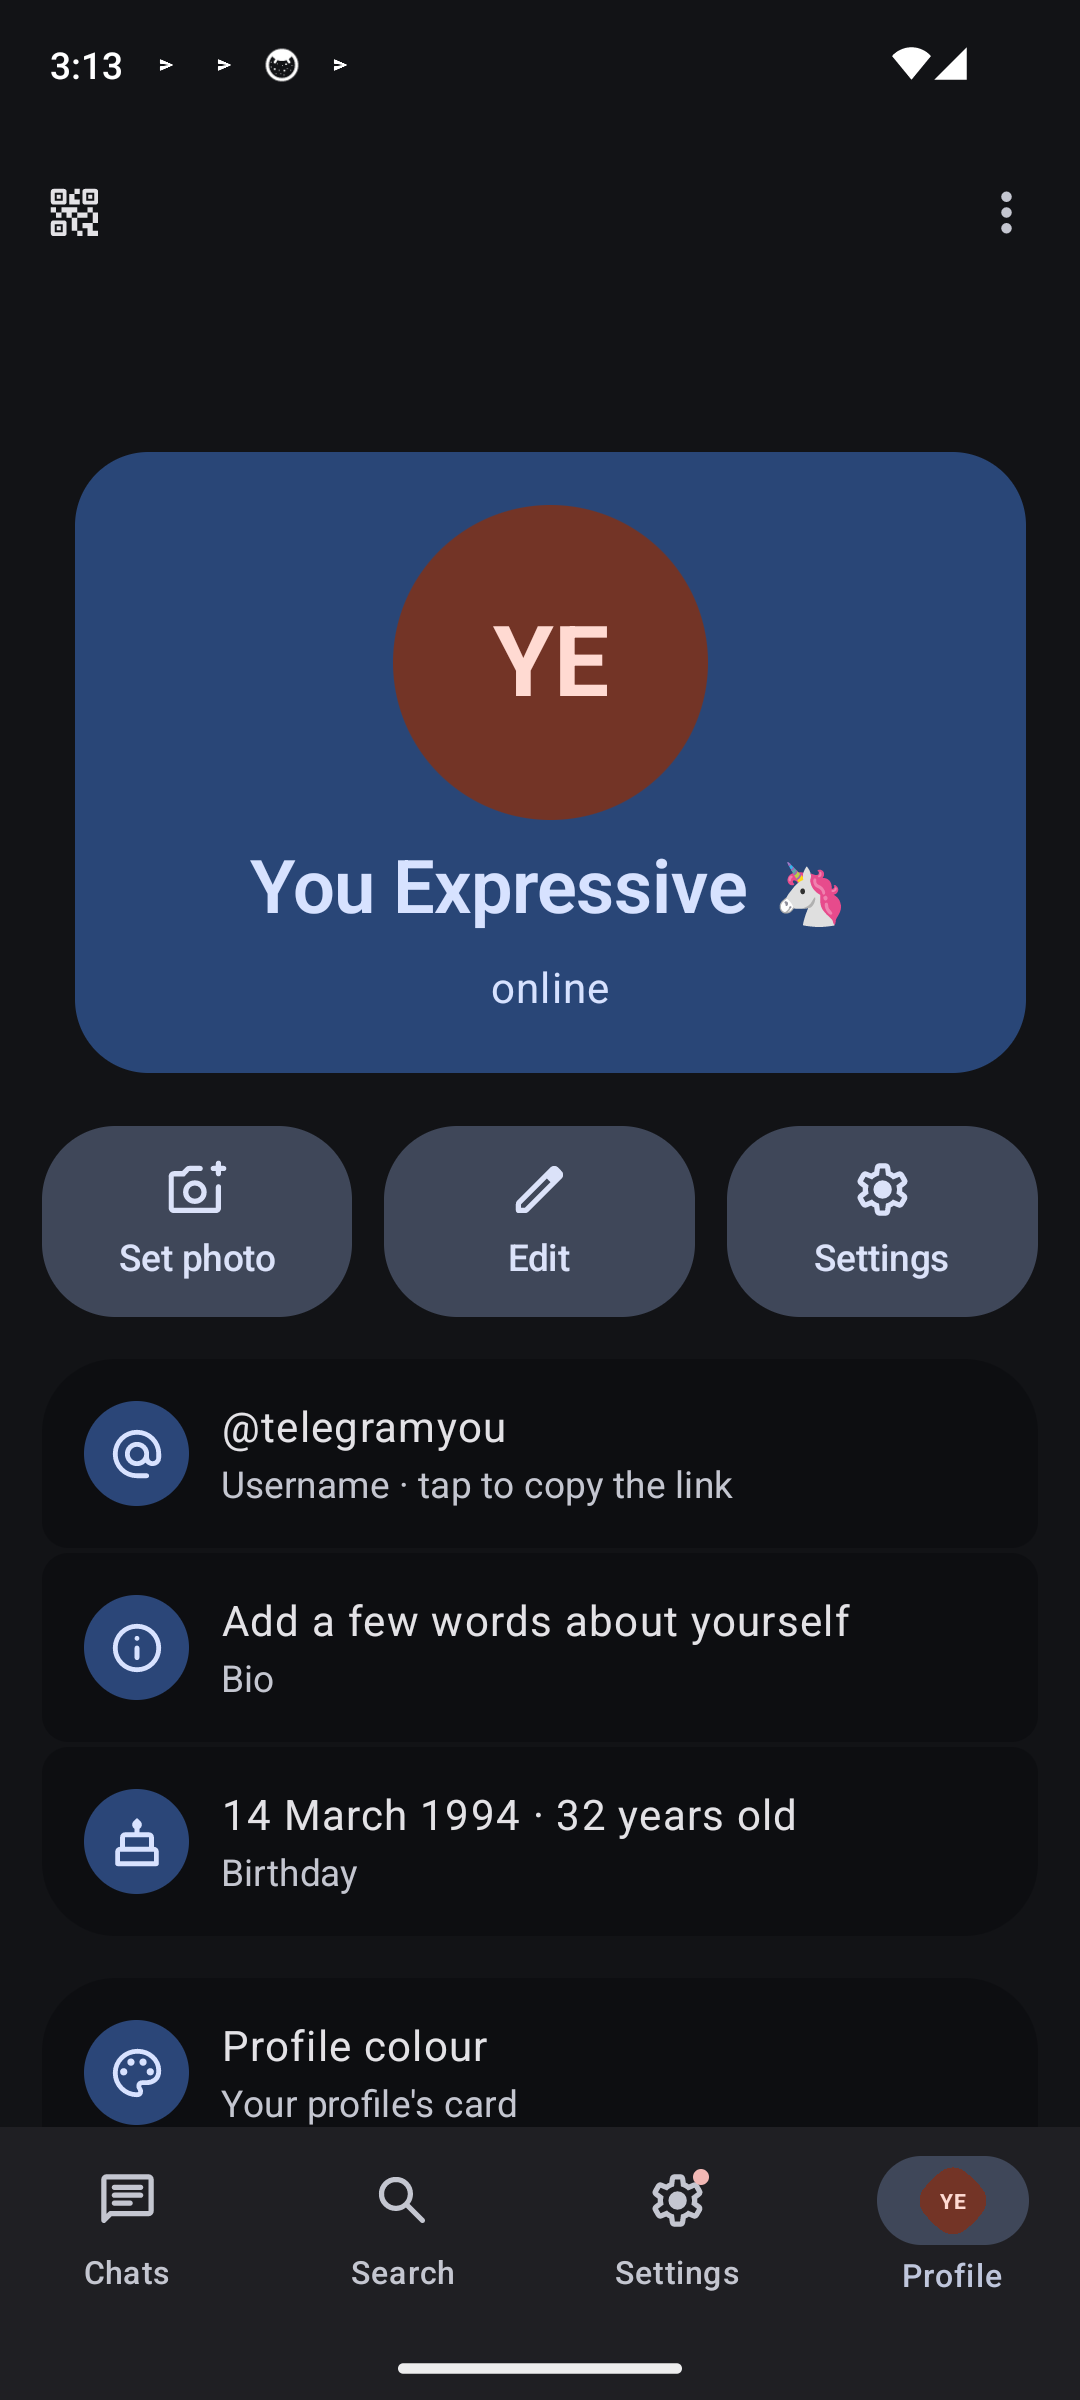 3:13
YE
You Expressive 🦄
online
Set photo
Edit
Settings
@telegramyou
Username · tap to copy the link
Add a few words about yourself
Bio
14 March 1994 · 32 years old
Birthday
Profile colour
Your profile's card
YE
Chats
Search
Settings
Profile